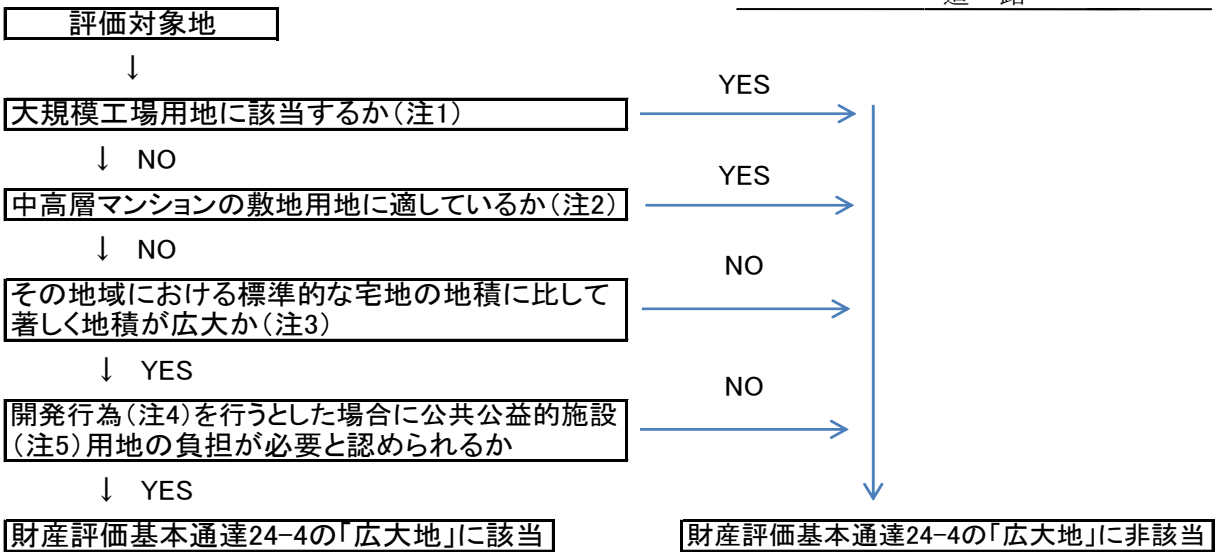 評価対象地
↓
大規模工場用地に該当するか(注1)
YES
↓ NO
中高層マンションの敷地用地に適しているか(注2)
YES
↓ NO
その地域における標準的な宅地の地積に比して
著しく地積が広大か(注3)
NO
↓ YES
開発行為(注4)を行うとした場合に公共公益的施設
(注5)用地の負担が必要と認められるか
NO
↓ YES
財産評価基本通達24-4の「広大地」に該当
財産評価基本通達24-4の「広大地」に非該当